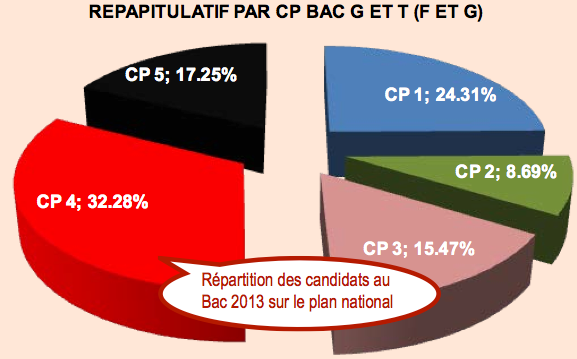 REPAPITULATIF PAR CP BAC G ET T (F ET G)
CP 5; 17.25%
CP 1; 24.31%
CP 2; 8.69%
CP 4; 32.28%
CP 3; 15.47%
Répartition des candidats au
Bac 2013 sur le plan national